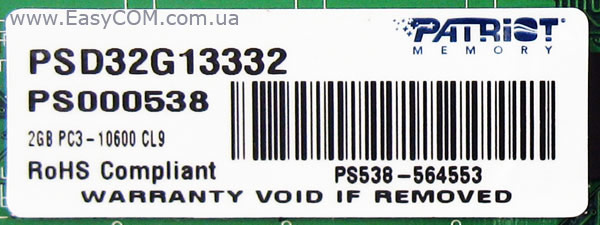 www.EasyCOM.com.ua
PATRIOT
MEMORY
PSD32G13332
PS000538
2GB PC3-10600 CL9
RoHS Compliant
PS538-564553
WARRANTY VOID IF REMOVED